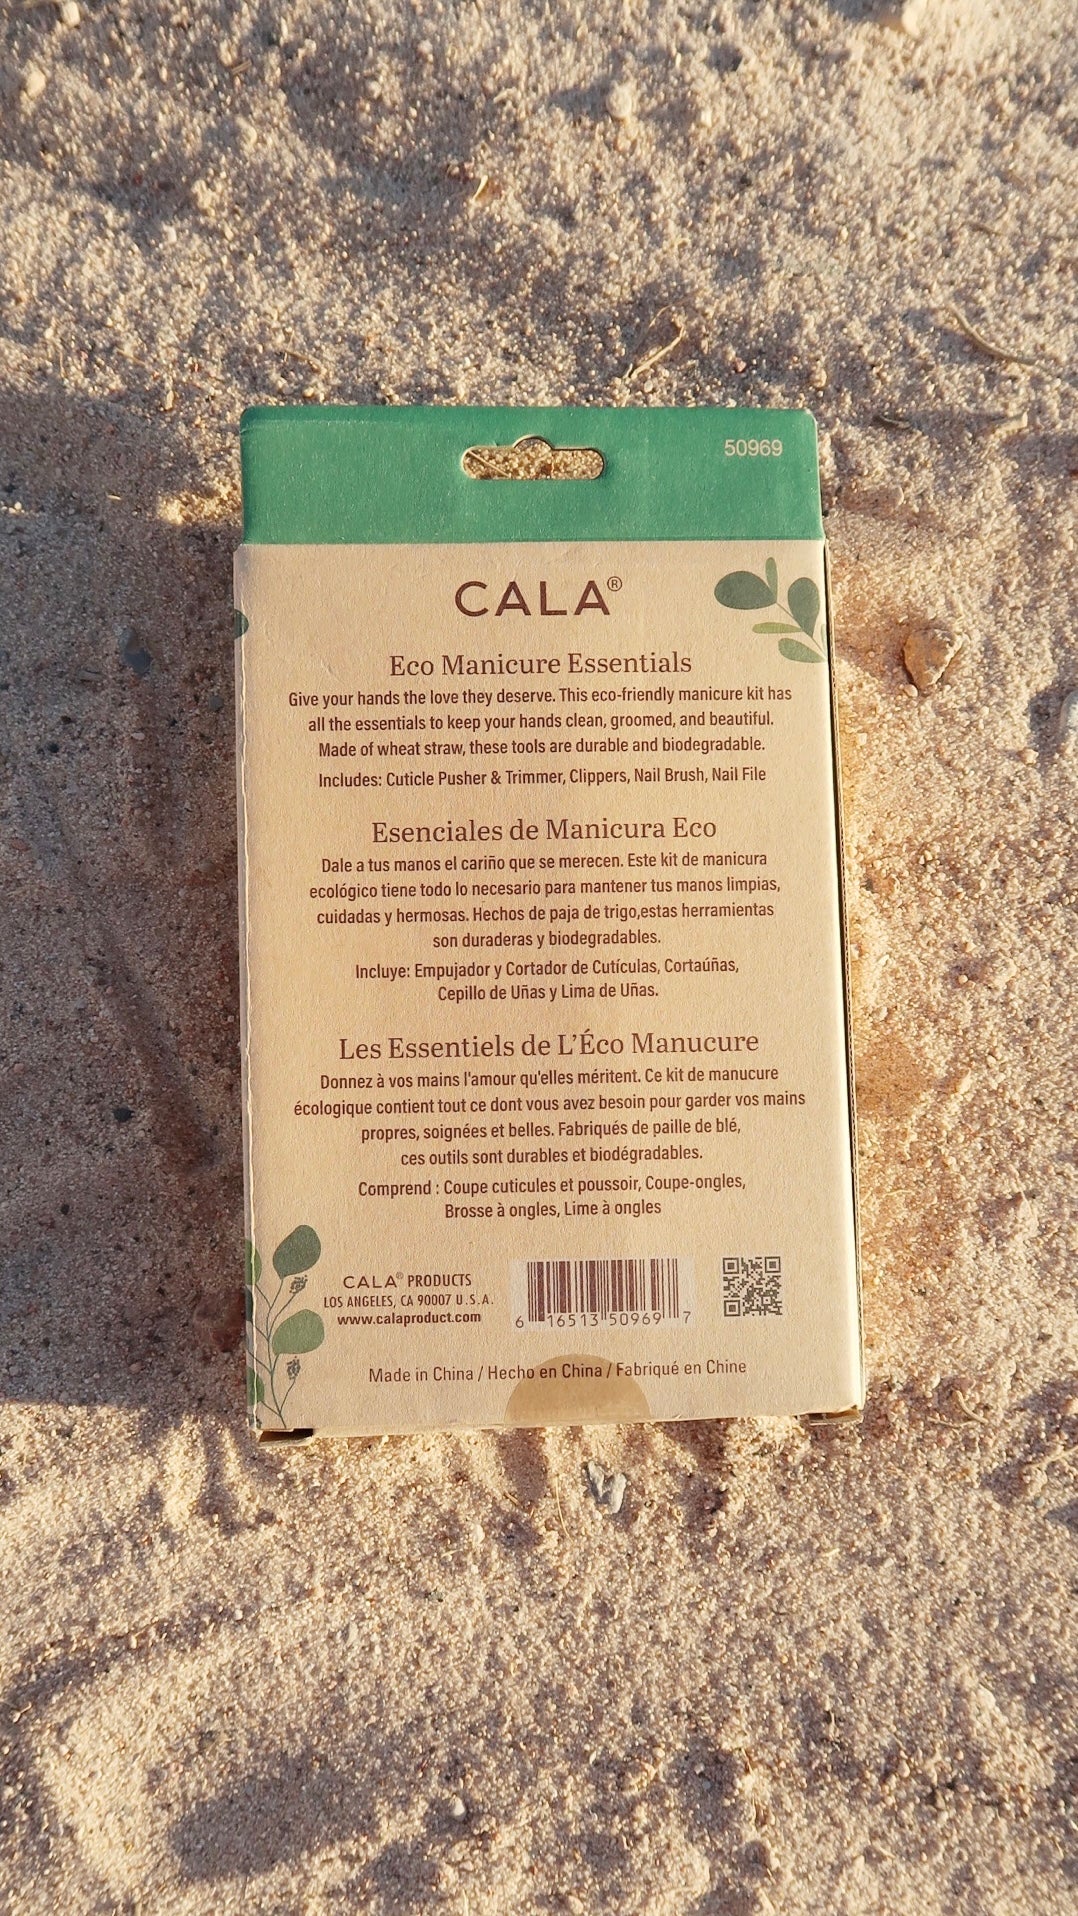 50969
CALA®
Eco Manicure Essentials
Give your hands the love they deserve. This eco-friendly manicure kit has
all the essentials to keep your hands clean, groomed, and beautiful.
Made of wheat straw, these tools are durable and biodegradable.
Includes: Cuticle Pusher & Trimmer, Clippers, Nail Brush, Nail File
Esenciales de Manicura Eco
Dale a tus manos el cariño que se merecen. Este kit de manicura
ecológico tiene todo lo necesario para mantener tus manos limpias,
cuidadas y hermosas. Hechos de paja de trigo,estas herramientas
son duraderas y biodegradables.
Incluye: Empujador y Cortador de Cutículas, Cortaúñas,
Cepillo de Uñas y Lima de Uñas.
Les Essentiels de L'Éco Manucure
Donnez à vos mains l'amour qu'elles méritent. Ce kit de manucure
écologique contient tout ce dont vous avez besoin pour garder vos mains
propres, soignées et belles. Fabriqués de paille de blé,
ces outils sont durables et biodégradables.
Comprend : Coupe cuticules et poussoir, Coupe-ongles,
Brosse à ongles, Lime à ongles
CALA® PRODUCTS
LOS ANGELES, CA 90007 U.S.A.
www.calaproduct.com
6 16513 50969 7
Made in China / Hecho en China / Fabriqué en Chine